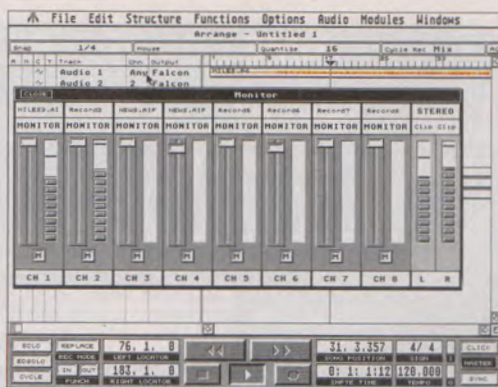 File Edit Structure Functions Options Audio Modules Windows
Arrange - Untitled 1
Snap 1/4 Mouse Quantise 16 Cycle Rec Mix
A M C T Track Chn Output
Audio 1 Any Falcon
Audio 2 2 Falcon
CLOSE Monitor
Record2 NEWS.AIF NEWS.AIF Record5 Record6 Record7 Record8 STEREO
MONITOR MONITOR MONITOR MONITOR MONITOR MONITOR MONITOR MONITOR Clip Clip
M M M M M M M M
CH 1 CH 2 CH 3 CH 4 CH 5 CH 6 CH 7 CH 8 L R
SOLO REPLACE 76. 1. 0 31. 3.357 4/ 4 CLICK
REC MODE LEFT LOCATOR SONG POSITION SIGN MASTER
EDSOLO IN OUT 183. 1. 0 0: 1: 1:12 120.000
CYCLE PUNCH RIGHT LOCATOR SMPTE TIME TEMPO SYNC